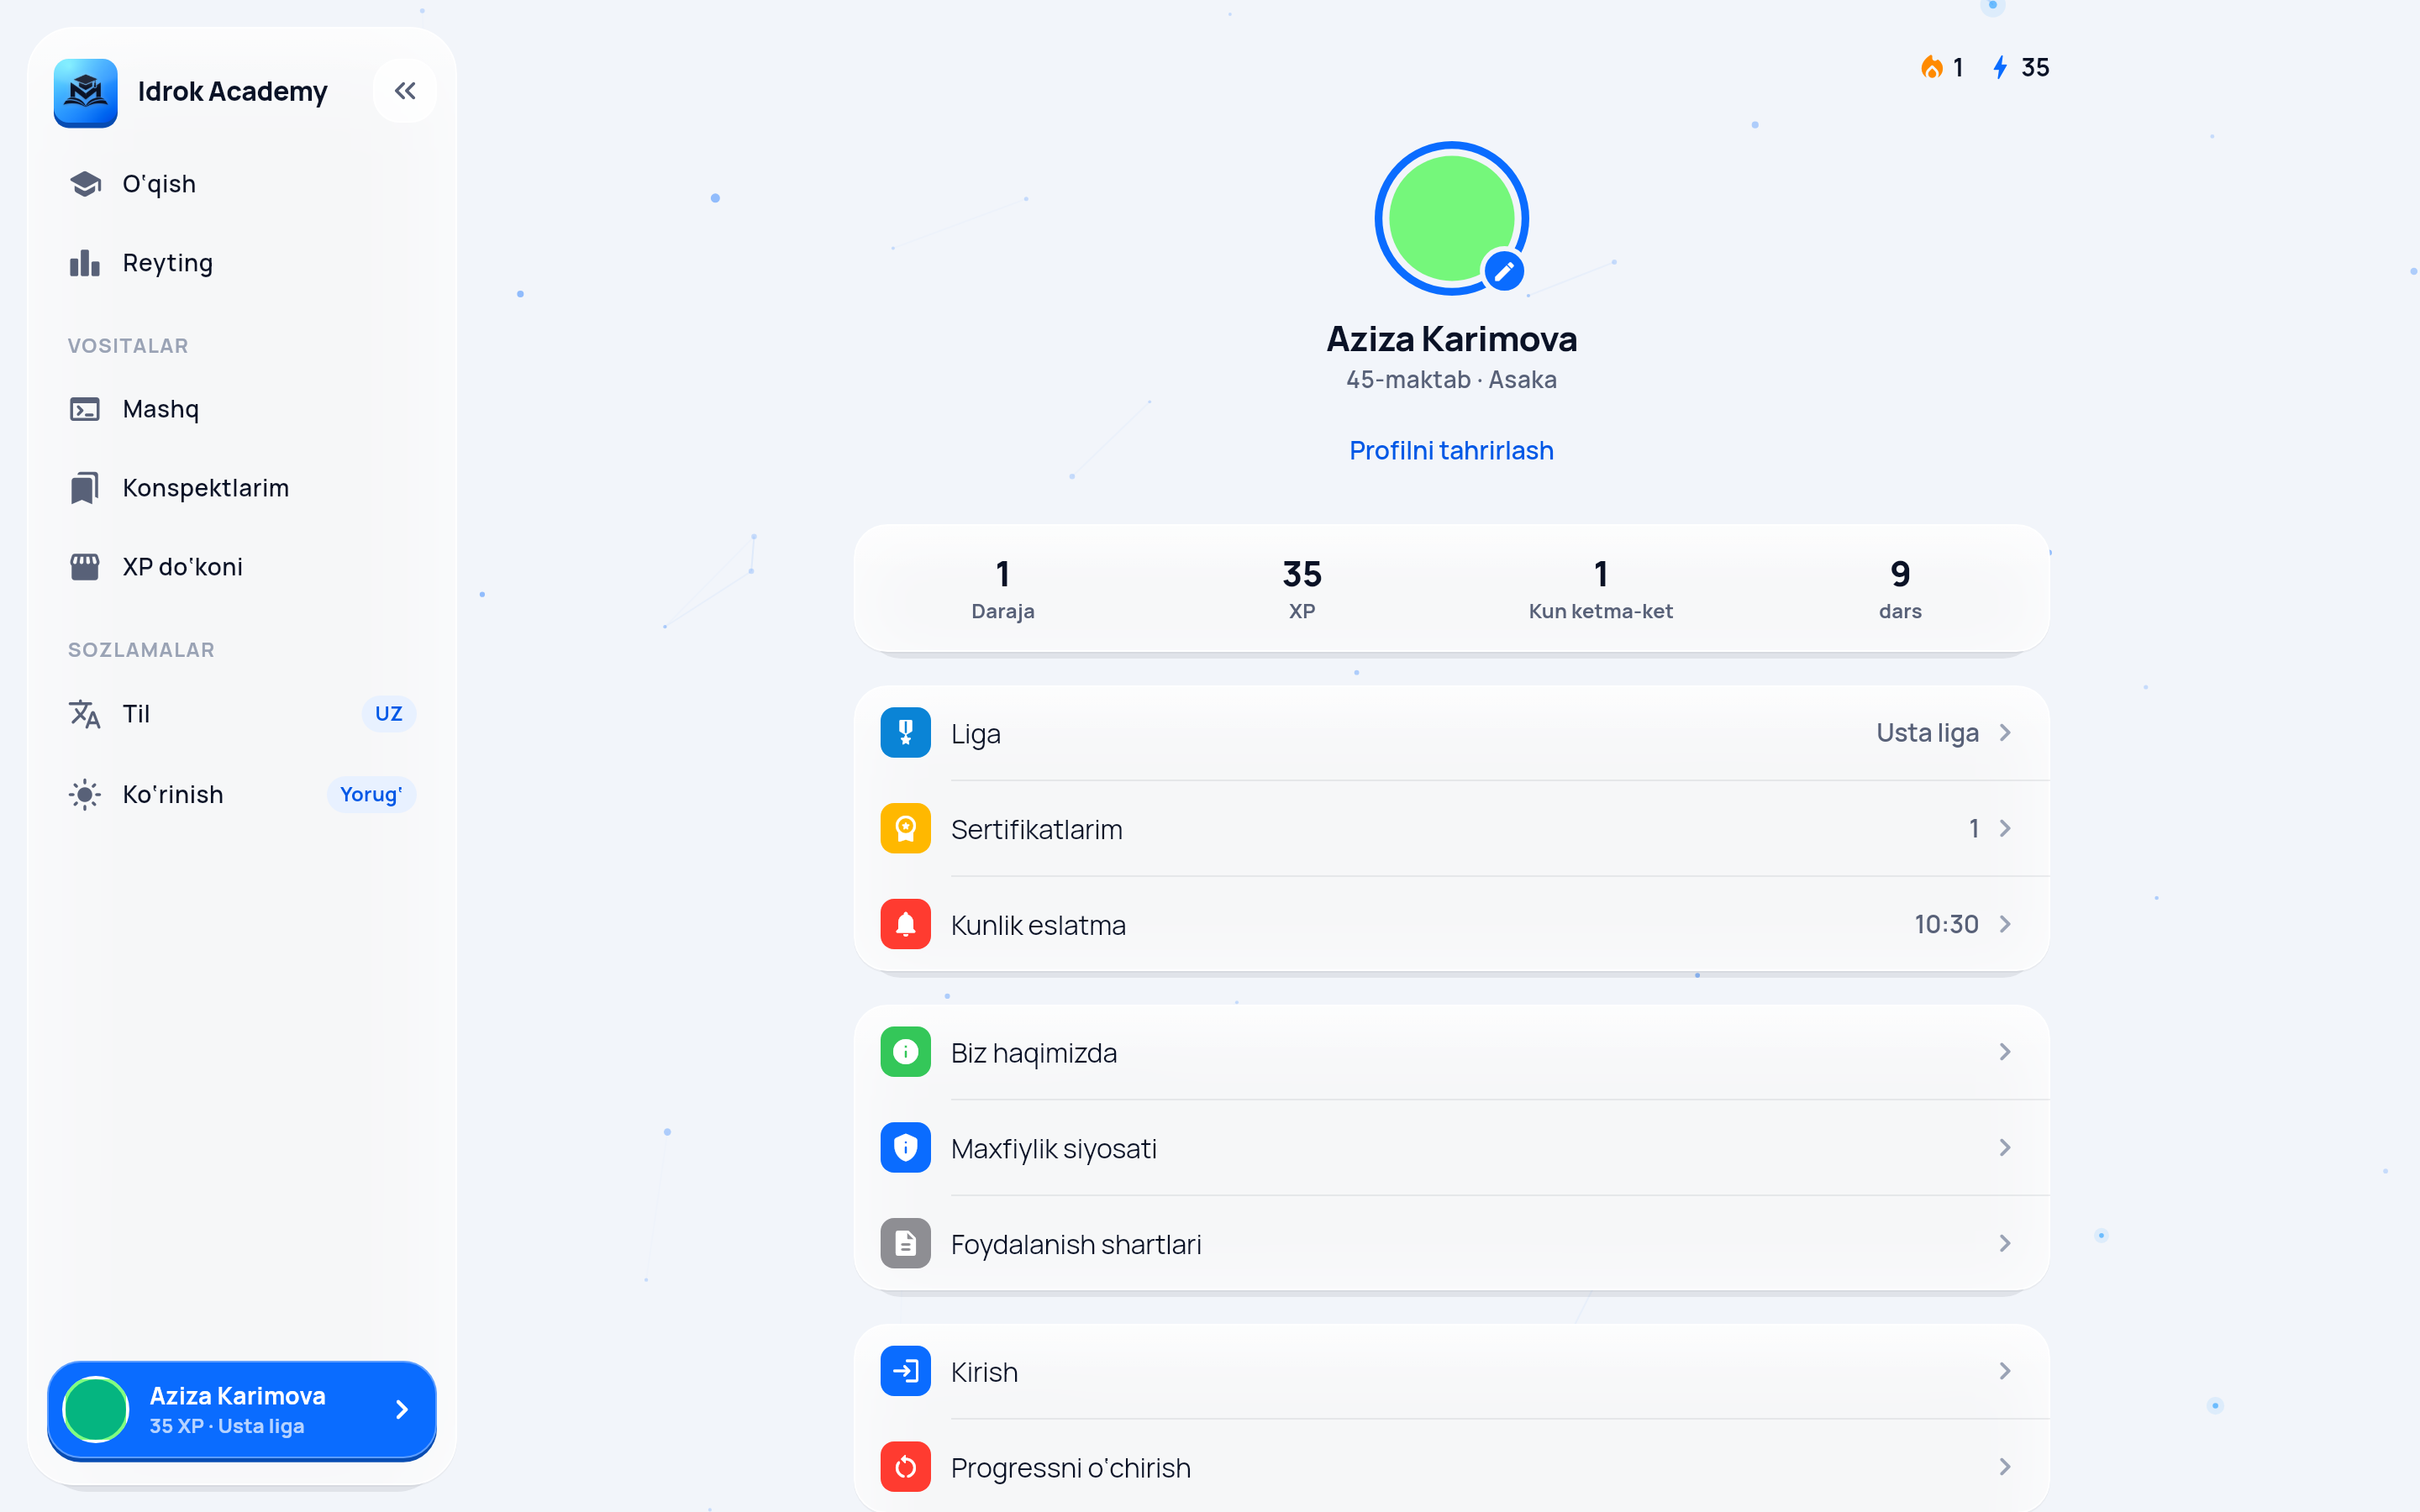 Idrok Academy
O‘qish
Reyting
VOSITALAR
Mashq
Konspektlarim
XP do‘koni
SOZLAMALAR
Til
UZ
Ko‘rinish
Yorug‘
Aziza Karimova
35 XP · Usta liga
1
35
Aziza Karimova
45-maktab · Asaka
Profilni tahrirlash
1
Daraja
35
XP
1
Kun ketma-ket
9
dars
Liga
Usta liga
Sertifikatlarim
1
Kunlik eslatma
10:30
Biz haqimizda
Maxfiylik siyosati
Foydalanish shartlari
Kirish
Progressni o‘chirish